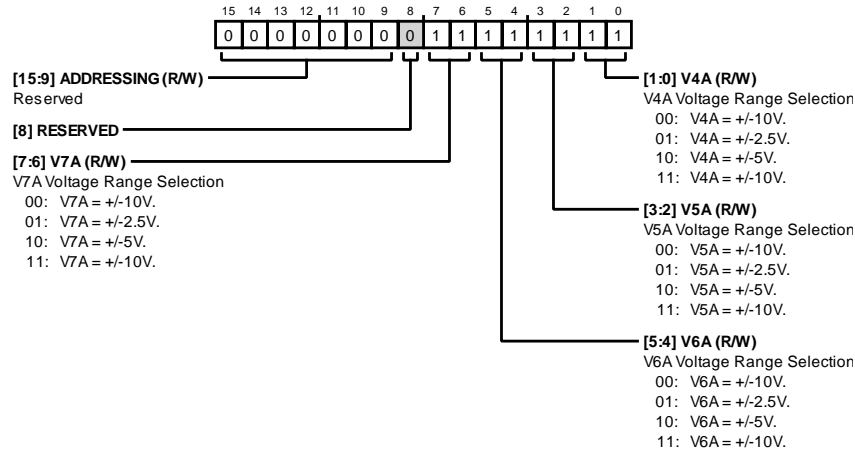 15 14 13 12 11 10 9 8 7 6 5 4 3 2 1 0
0 0 0 0 0 0 0 0 1 1 1 1 1 1 1 1
[15:9] ADDRESSING (R/W)
Reserved
[8] RESERVED
[7:6] V7A (R/W)
V7A Voltage Range Selection
00: V7A = +/-10V.
01: V7A = +/-2.5V.
10: V7A = +/-5V.
11: V7A = +/-10V.
[1:0] V4A (R/W)
V4A Voltage Range Selection
00: V4A = +/-10V.
01: V4A = +/-2.5V.
10: V4A = +/-5V.
11: V4A = +/-10V.
[3:2] V5A (R/W)
V5A Voltage Range Selection
00: V5A = +/-10V.
01: V5A = +/-2.5V.
10: V5A = +/-5V.
11: V5A = +/-10V.
[5:4] V6A (R/W)
V6A Voltage Range Selection
00: V6A = +/-10V.
01: V6A = +/-2.5V.
10: V6A = +/-5V.
11: V6A = +/-10V.